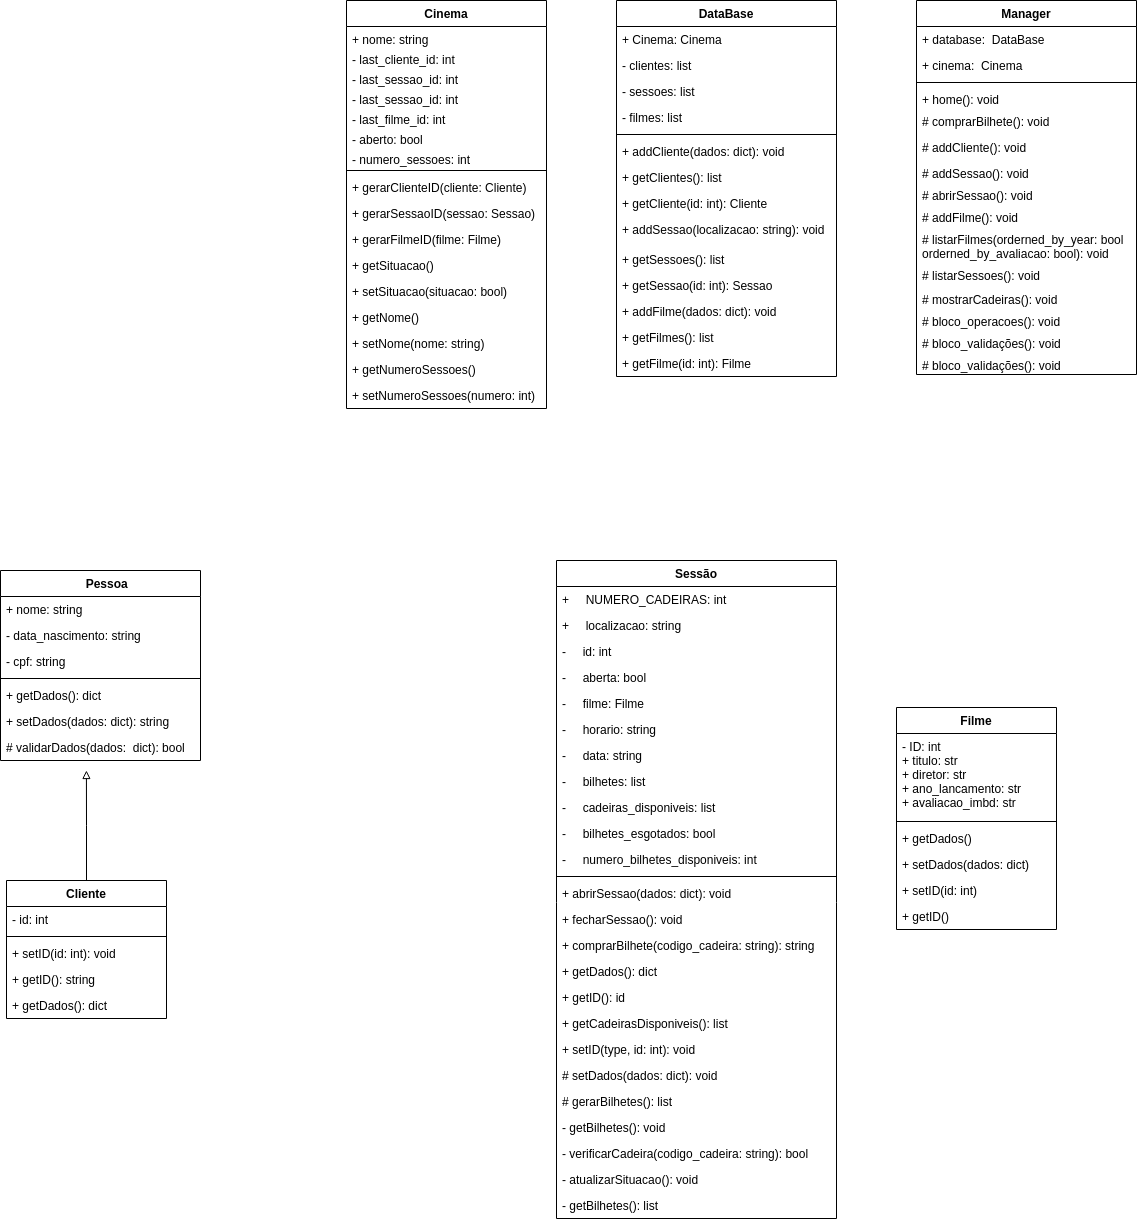 Cinema
+ nome: string
- last_cliente_id: int
- last_sessao_id: int
- last_sessao_id: int
- last_filme_id: int
- aberto: bool
- numero_sessoes: int
+ gerarClienteID(cliente: Cliente)
+ gerarSessaoID(sessao: Sessao)
+ gerarFilmeID(filme: Filme)
+ getSituacao()
+ setSituacao(situacao: bool)
+ getNome()
+ setNome(nome: string)
+ getNumeroSessoes()
+ setNumeroSessoes(numero: int)
DataBase
+ Cinema: Cinema
- clientes: list
- sessoes: list
- filmes: list
+ addCliente(dados: dict): void
+ getClientes(): list
+ getCliente(id: int): Cliente
+ addSessao(localizacao: string): void
+ getSessoes(): list
+ getSessao(id: int): Sessao
+ addFilme(dados: dict): void
+ getFilmes(): list
+ getFilme(id: int): Filme
Manager
+ database:  DataBase
+ cinema:  Cinema
+ home(): void
# comprarBilhete(): void
# addCliente(): void
# addSessao(): void
# abrirSessao(): void
# addFilme(): void
# listarFilmes(orderned_by_year: bool
orderned_by_avaliacao: bool): void
# listarSessoes(): void
# mostrarCadeiras(): void
# bloco_operacoes(): void
# bloco_validações(): void
# bloco_validações(): void
Pessoa
+ nome: string
- data_nascimento: string
- cpf: string
+ getDados(): dict
+ setDados(dados: dict): string
# validarDados(dados:  dict): bool
Cliente
- id: int
+ setID(id: int): void
+ getID(): string
+ getDados(): dict
Sessão
+ NUMERO_CADEIRAS: int
+ localizacao: string
- id: int
- aberta: bool
- filme: Filme
- horario: string
- data: string
- bilhetes: list
- cadeiras_disponiveis: list
- bilhetes_esgotados: bool
- numero_bilhetes_disponiveis: int
+ abrirSessao(dados: dict): void
+ fecharSessao(): void
+ comprarBilhete(codigo_cadeira: string): string
+ getDados(): dict
+ getID(): id
+ getCadeirasDisponiveis(): list
+ setID(type, id: int): void
# setDados(dados: dict): void
# gerarBilhetes(): list
- getBilhetes(): void
- verificarCadeira(codigo_cadeira: string): bool
- atualizarSituacao(): void
- getBilhetes(): list
Filme
- ID: int
+ titulo: str
+ diretor: str
+ ano_lancamento: str
+ avaliacao_imbd: str
+ getDados()
+ setDados(dados: dict)
+ setID(id: int)
+ getID()